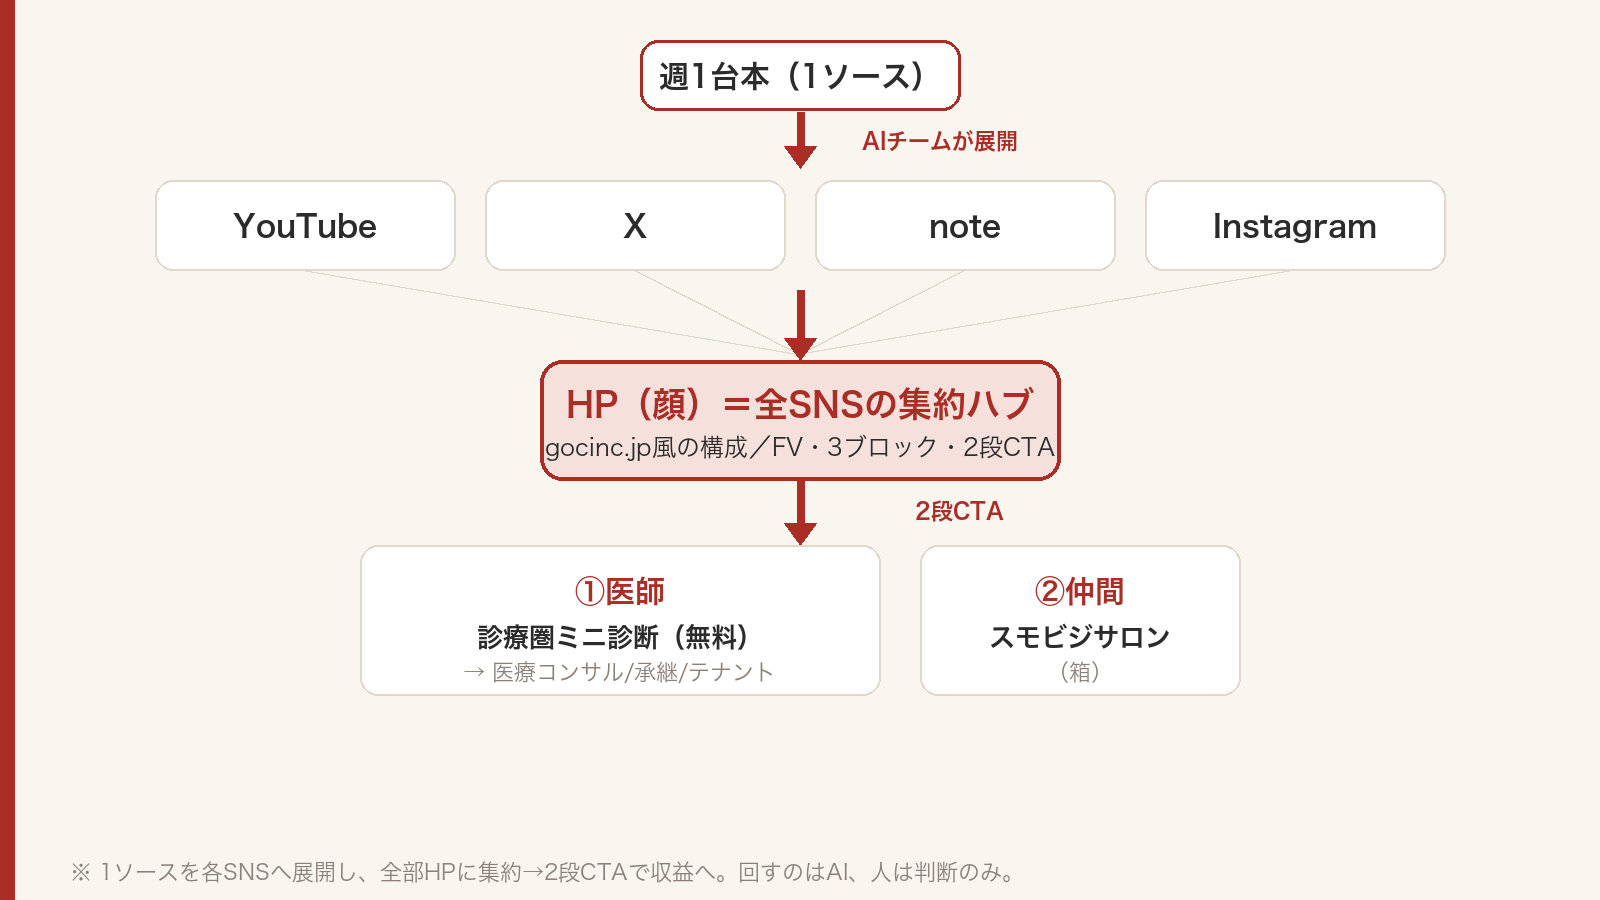 週1台本（1ソース）
AIチームが展開
YouTube
X
note
Instagram
HP（顔）＝全SNSの集約ハブ
gocinc.jp風の構成／FV・3ブロック・2段CTA
2段CTA
①医師
診療圏ミニ診断（無料）
→ 医療コンサル/承継/テナント
②仲間
スモビジサロン
（箱）
※ 1ソースを各SNSへ展開し、全部HPに集約→2段CTAで収益へ。回すのはAI、人は判断のみ。